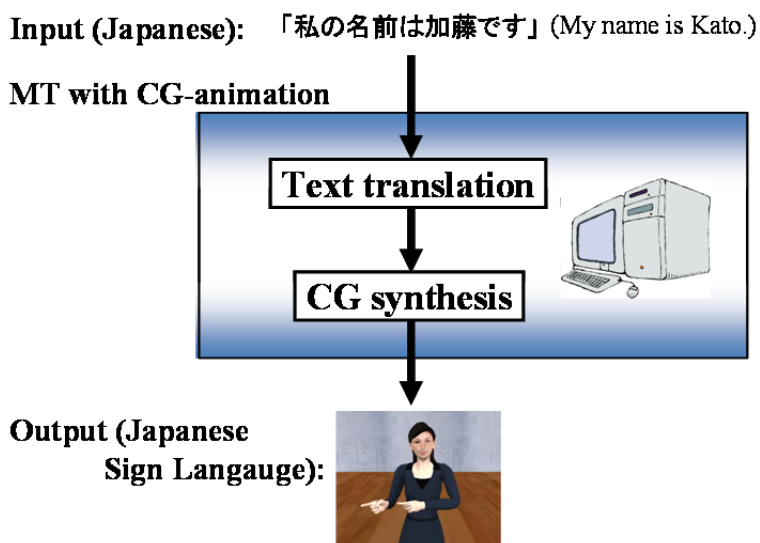 Input (Japanese): 「私の名前は加藤です」(My name is Kato.)
MT with CG-animation
Text translation
CG synthesis
Output (Japanese
Sign Langauge):